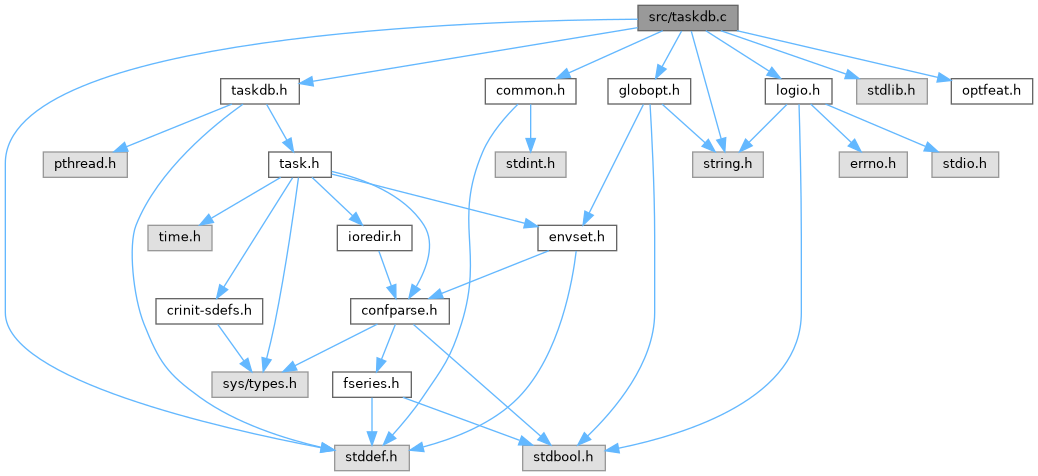 src/taskdb.c
taskdb.h
common.h
globopt.h
logio.h
stdlib.h
optfeat.h
pthread.h
task.h
stdint.h
string.h
errno.h
stdio.h
time.h
ioredir.h
envset.h
crinit-sdefs.h
confparse.h
sys/types.h
fseries.h
stddef.h
stdbool.h